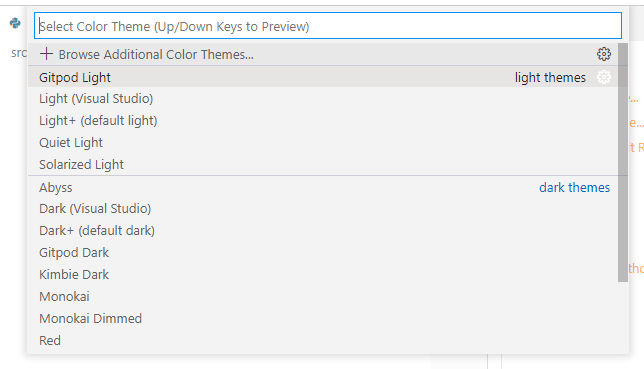 Select Color Theme (Up/Down Keys to Preview)
src
Browse Additional Color Themes...
Gitpod Light light themes
Light (Visual Studio)
Light+ (default light)
Quiet Light
Solarized Light
Abyss dark themes
Dark (Visual Studio)
Dark+ (default dark)
Gitpod Dark
Kimbie Dark
Monokai
Monokai Dimmed
Red